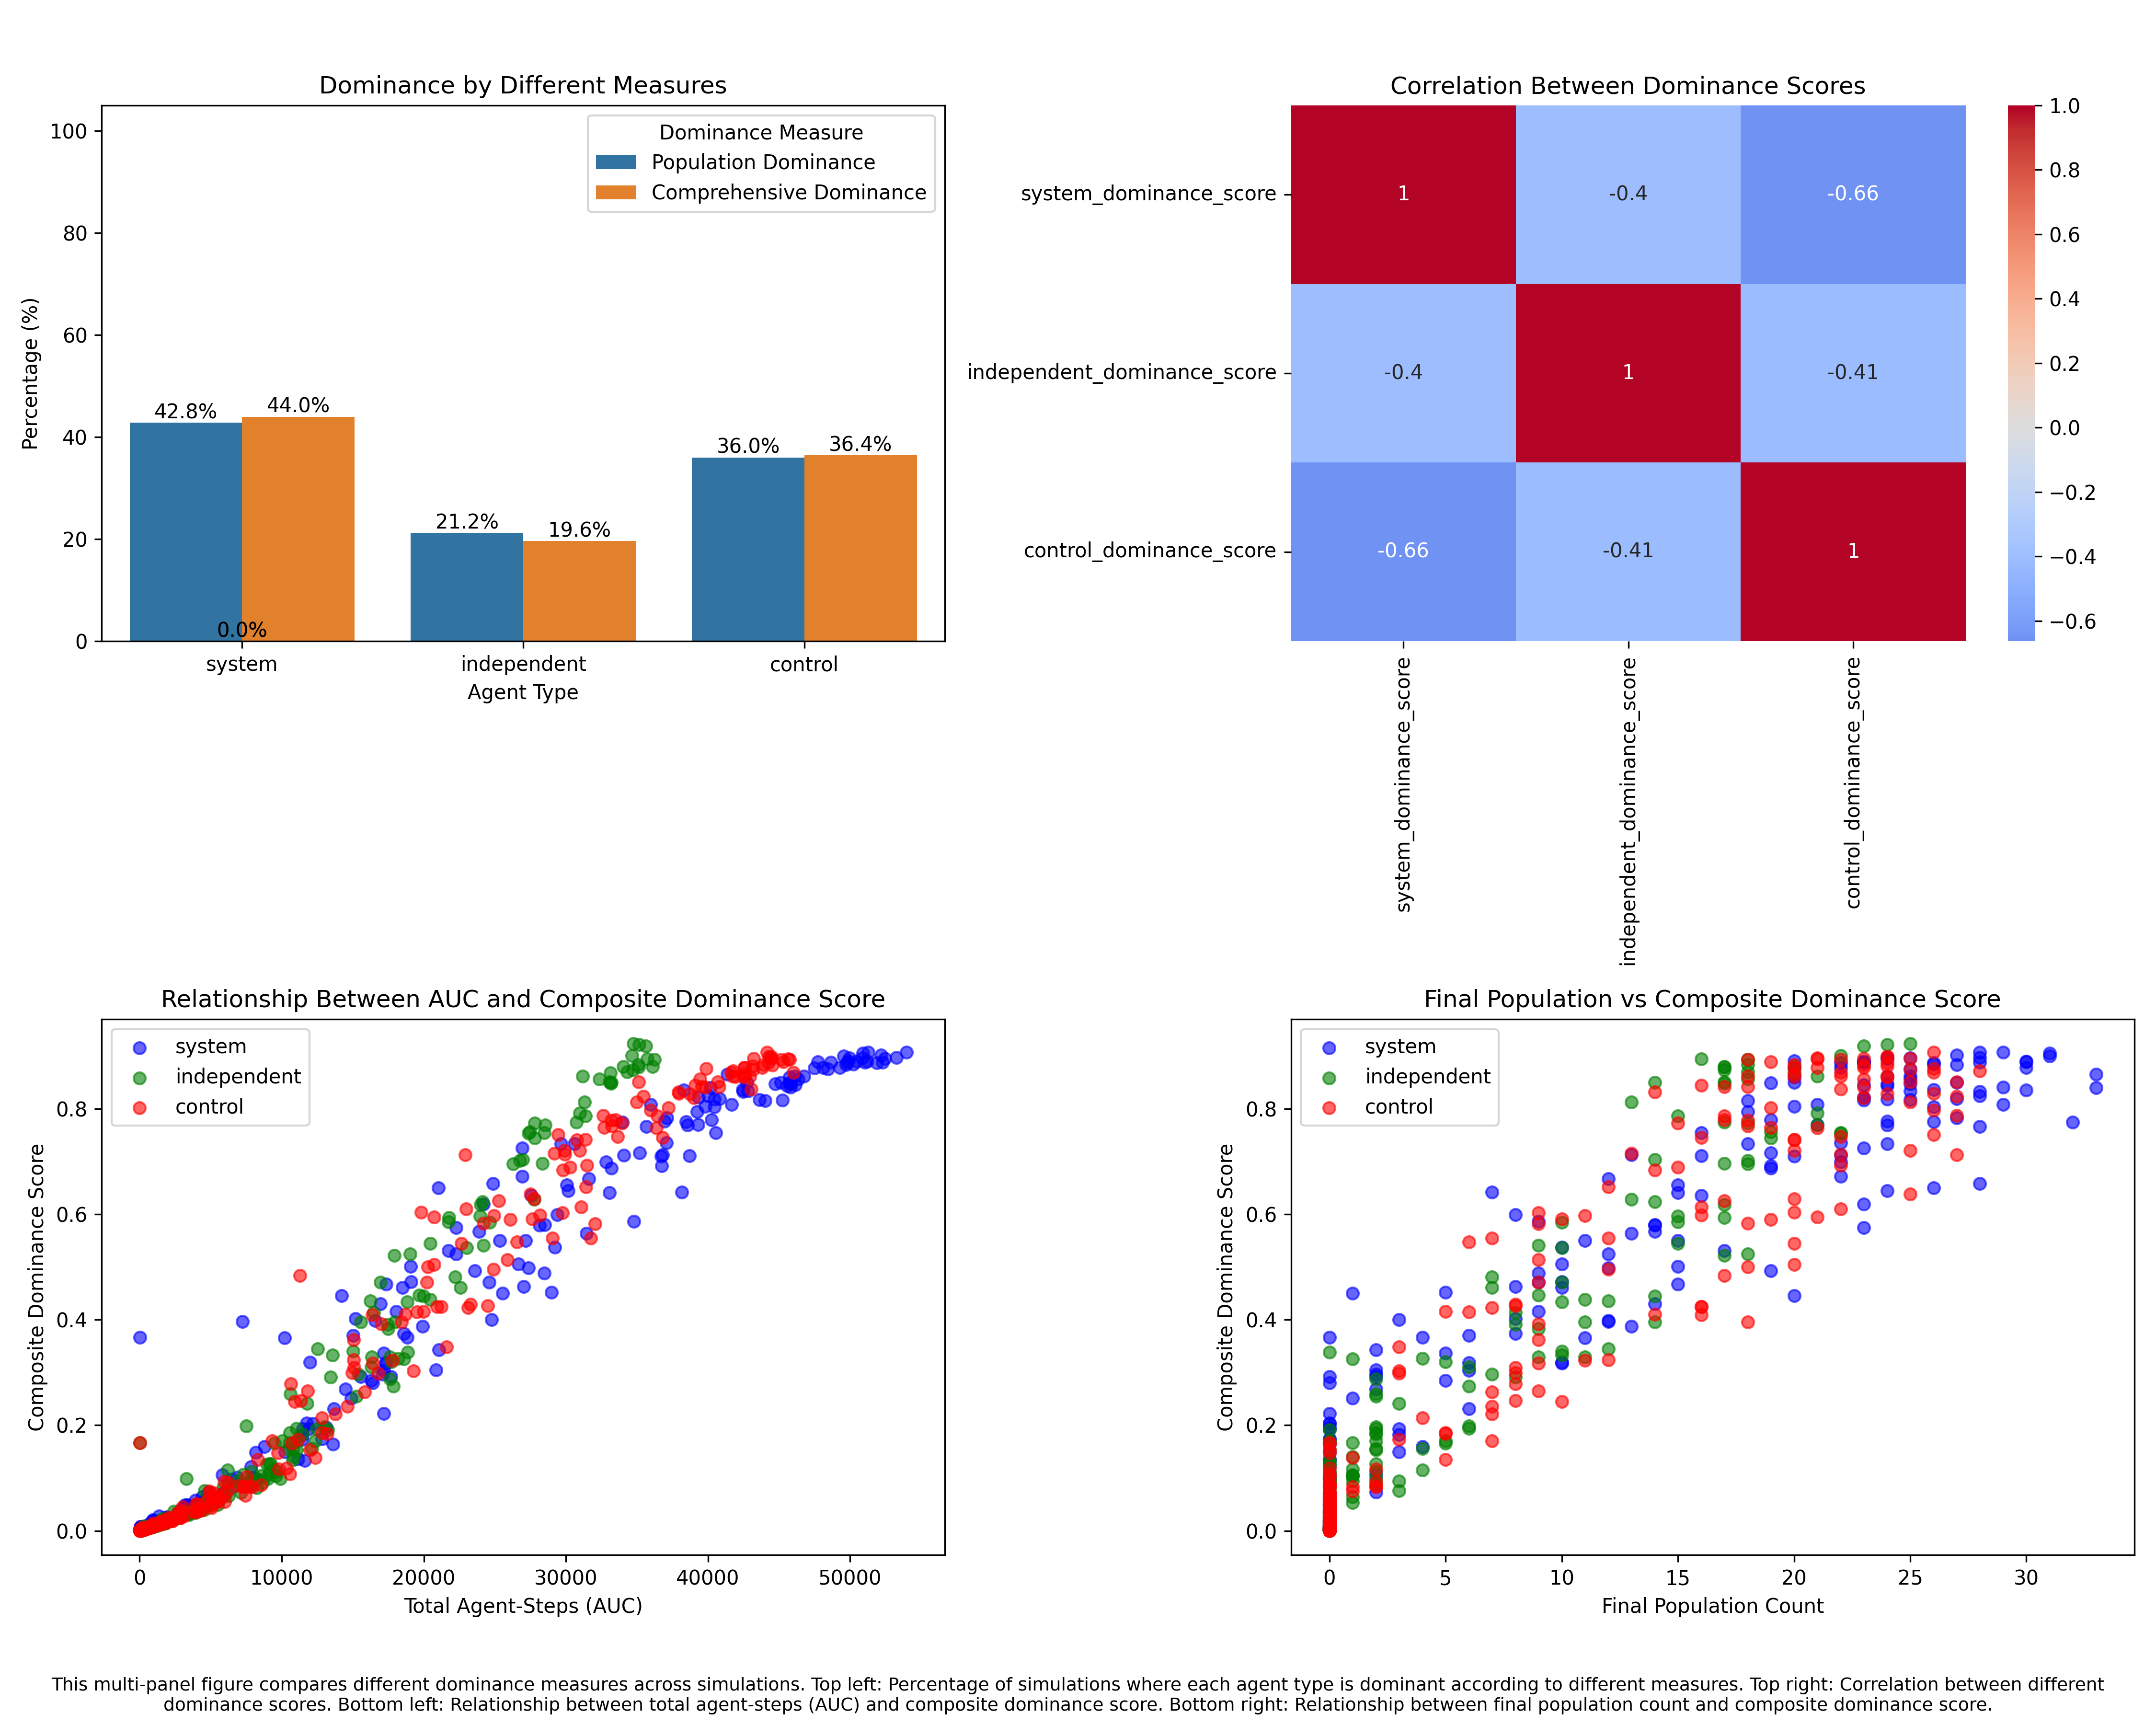 Dominance by Different Measures
100
80
60
40
20
0
Percentage (%)
Dominance Measure
Population Dominance
Comprehensive Dominance
42.8%
44.0%
0.0%
21.2%
19.6%
36.0%
36.4%
system
independent
control
Agent Type
Correlation Between Dominance Scores
system_dominance_score
independent_dominance_score
control_dominance_score
1
-0.4
-0.66
-0.4
1
-0.41
-0.66
-0.41
1
system_dominance_score
independent_dominance_score
control_dominance_score
1.0
0.8
0.6
0.4
0.2
0.0
−0.2
−0.4
−0.6
Relationship Between AUC and Composite Dominance Score
system
independent
control
Composite Dominance Score
0.8
0.6
0.4
0.2
0.0
0
10000
20000
30000
40000
50000
Total Agent-Steps (AUC)
Final Population vs Composite Dominance Score
system
independent
control
Composite Dominance Score
0.8
0.6
0.4
0.2
0.0
0
5
10
15
20
25
30
Final Population Count
This multi-panel figure compares different dominance measures across simulations. Top left: Percentage of simulations where each agent type is dominant according to different measures. Top right: Correlation between different
dominance scores. Bottom left: Relationship between total agent-steps (AUC) and composite dominance score. Bottom right: Relationship between final population count and composite dominance score.